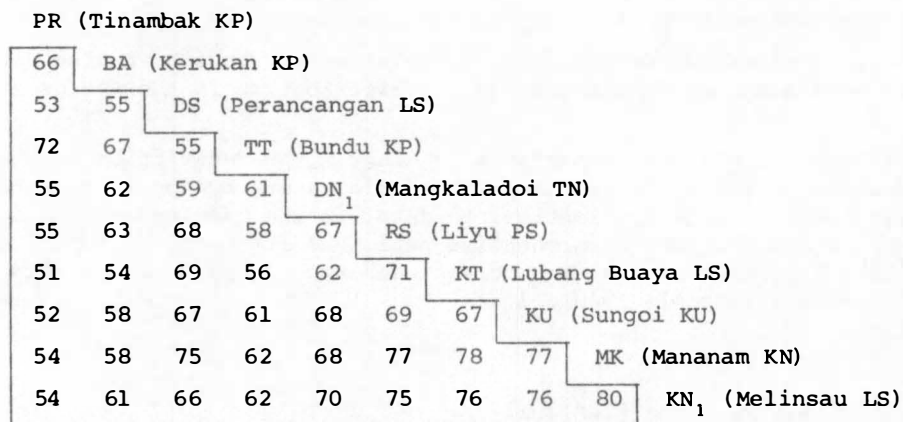 PR (Tinambak KP)
66 BA (Kerukan KP)
53 55 DS (Perancangan LS)
72 67 55 TT (Bundu KP)
55 62 59 61 DN₁ (Mangkaladoi TN)
55 63 68 58 67 RS (Liyu PS)
51 54 69 56 62 71 KT (Lubang Buaya LS)
52 58 67 61 68 69 67 KU (Sungoi KU)
54 58 75 62 68 77 78 77 MK (Mananam KN)
54 61 66 62 70 75 76 76 80 KN₁ (Melinsau LS)